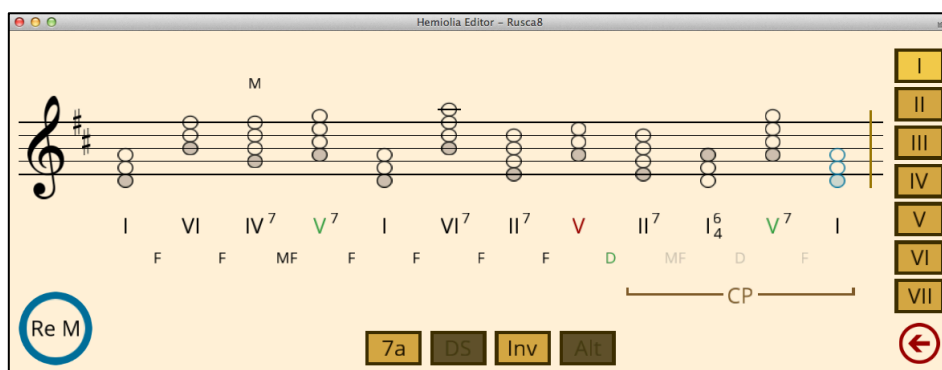 Hemiolia Editor – Rusca8
M
I VI IV7 V7 I VI7 II7 V II7 I64 V7 I
F F MF F F F F D MF D F
CP
Re M
7a DS Inv Alt
I
II
III
IV
V
VI
VII